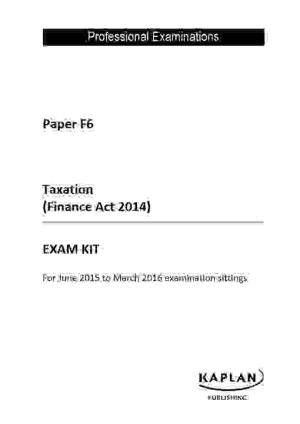 Professional Examinations
Paper F6
Taxation
(Finance Act 2014)
EXAM KIT
For June 2015 to March 2016 examination sittings
KAPLAN
PUBLISHING